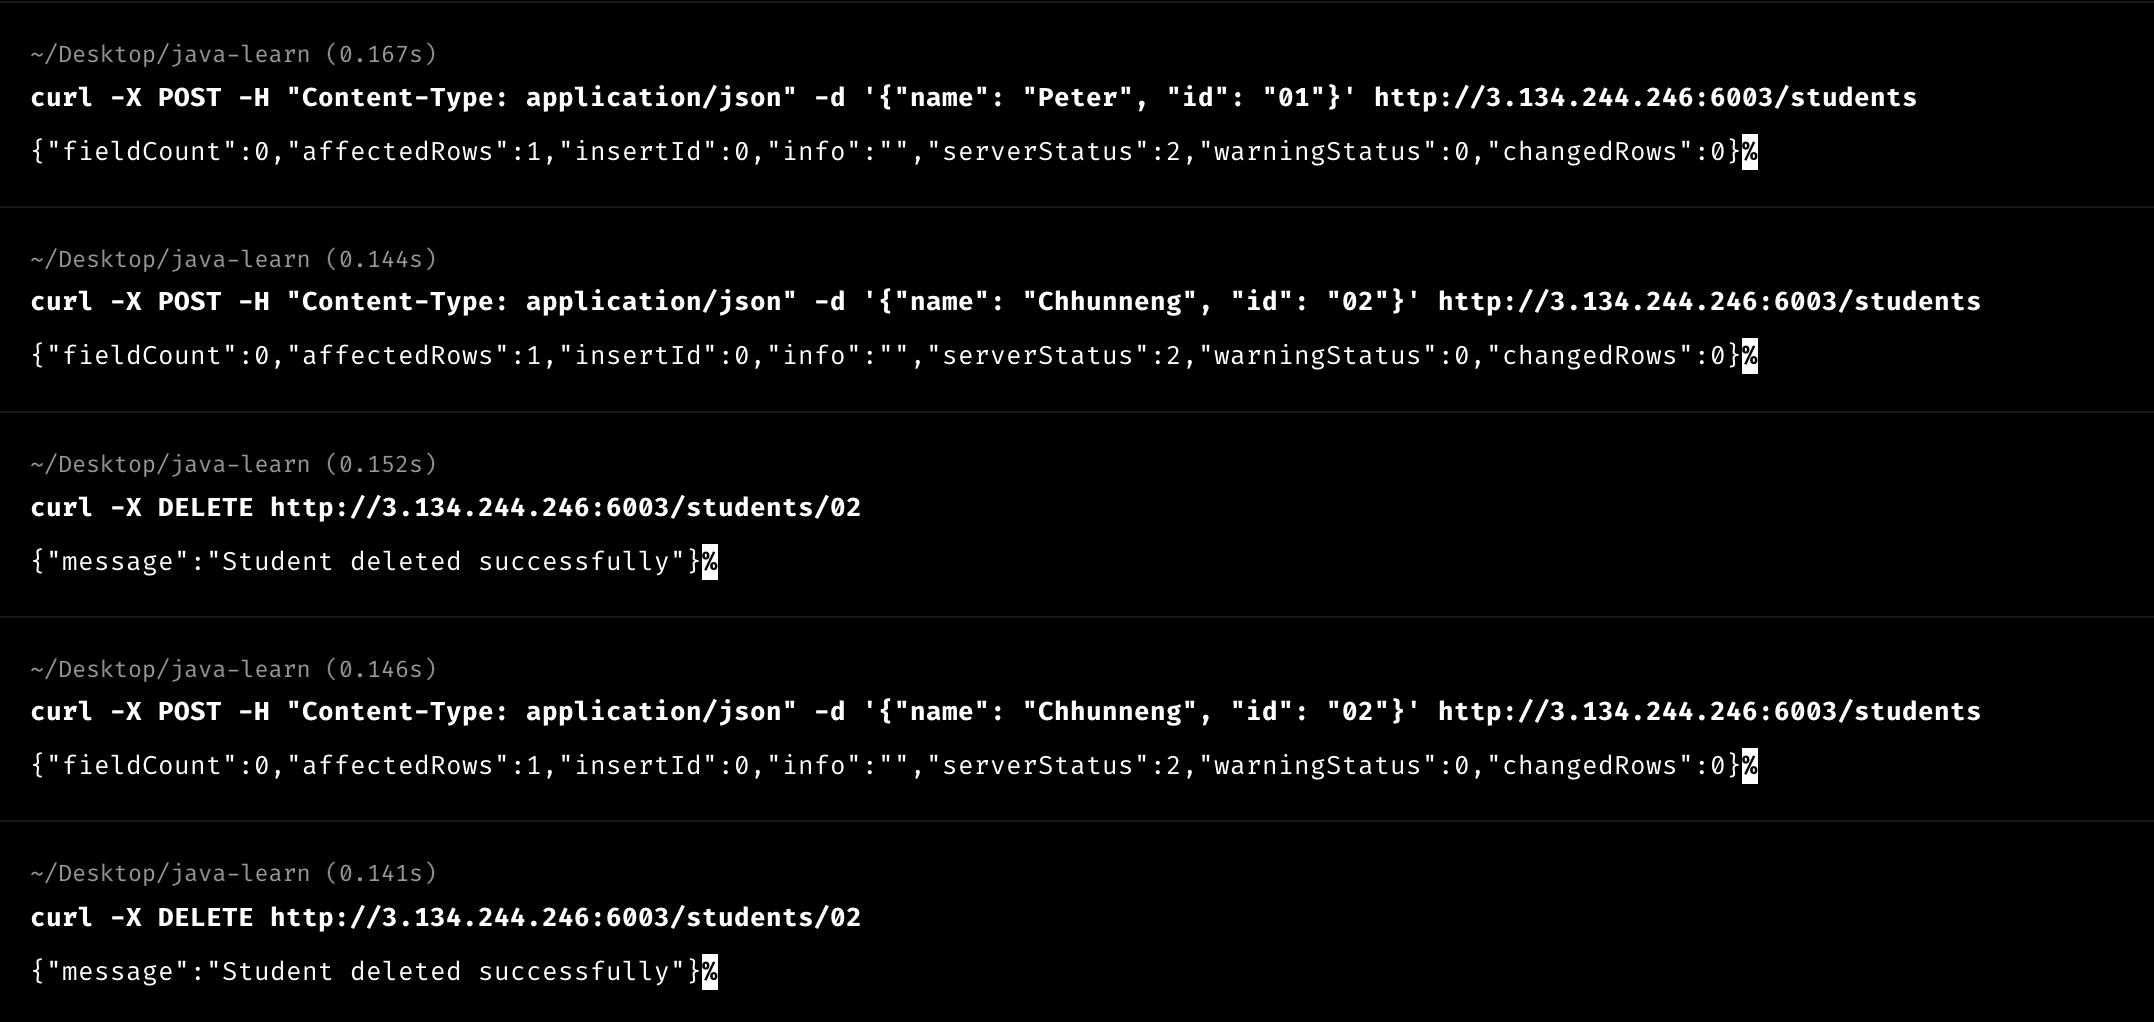 ~/Desktop/java-learn (0.167s)
curl -X POST -H "Content-Type: application/json" -d '{"name": "Peter", "id": "01"}' http://3.134.244.246:6003/students
{"fieldCount":0,"affectedRows":1,"insertId":0,"info":"","serverStatus":2,"warningStatus":0,"changedRows":0}%
~/Desktop/java-learn (0.144s)
curl -X POST -H "Content-Type: application/json" -d '{"name": "Chhunneng", "id": "02"}' http://3.134.244.246:6003/students
{"fieldCount":0,"affectedRows":1,"insertId":0,"info":"","serverStatus":2,"warningStatus":0,"changedRows":0}%
~/Desktop/java-learn (0.152s)
curl -X DELETE http://3.134.244.246:6003/students/02
{"message":"Student deleted successfully"}%
~/Desktop/java-learn (0.146s)
curl -X POST -H "Content-Type: application/json" -d '{"name": "Chhunneng", "id": "02"}' http://3.134.244.246:6003/students
{"fieldCount":0,"affectedRows":1,"insertId":0,"info":"","serverStatus":2,"warningStatus":0,"changedRows":0}%
~/Desktop/java-learn (0.141s)
curl -X DELETE http://3.134.244.246:6003/students/02
{"message":"Student deleted successfully"}%